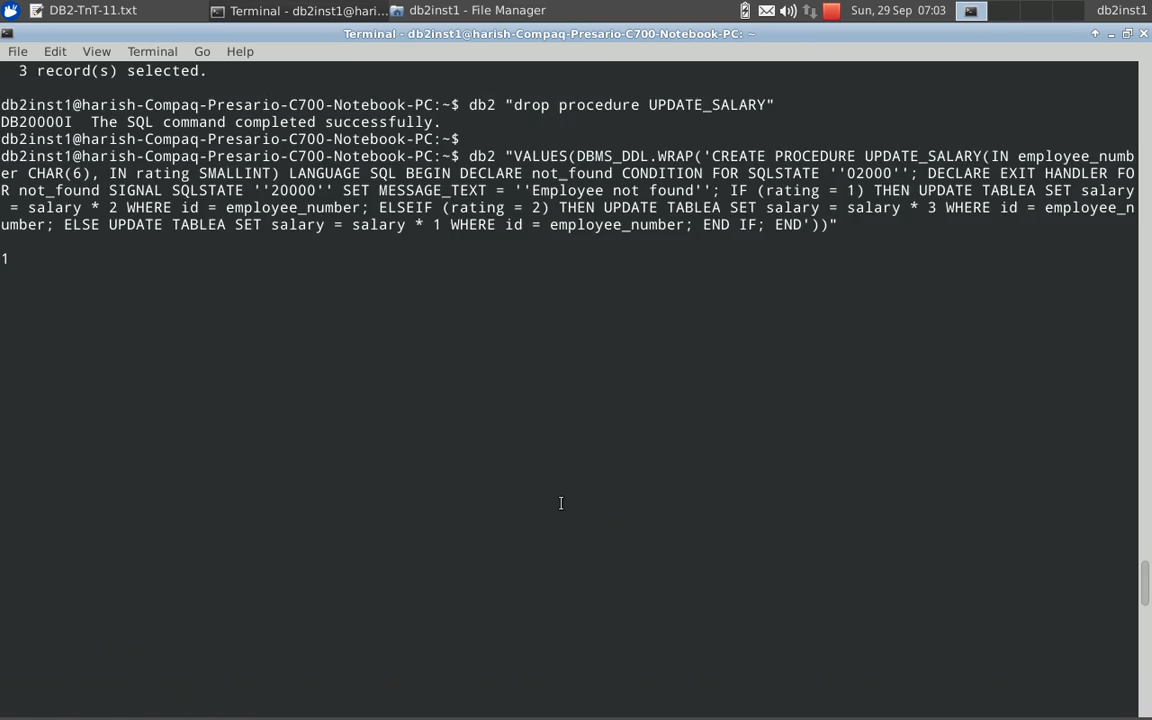 DB2-TnT-11.txt
Terminal - db2inst1@hari...
db2inst1 - File Manager
Sun, 29 Sep 07:03
db2inst1
Terminal - db2inst1@harish-Compaq-Presario-C700-Notebook-PC: ~
File Edit View Terminal Go Help
3 record(s) selected.
db2inst1@harish-Compaq-Presario-C700-Notebook-PC:~$ db2 "drop procedure UPDATE_SALARY"
DB20000I The SQL command completed successfully.
db2inst1@harish-Compaq-Presario-C700-Notebook-PC:~$
db2inst1@harish-Compaq-Presario-C700-Notebook-PC:~$ db2 "VALUES(DBMS_DDL.WRAP('CREATE PROCEDURE UPDATE_SALARY(IN employee_numb
er CHAR(6), IN rating SMALLINT) LANGUAGE SQL BEGIN DECLARE not_found CONDITION FOR SQLSTATE ''02000''; DECLARE EXIT HANDLER FO
R not_found SIGNAL SQLSTATE ''20000'' SET MESSAGE_TEXT = ''Employee not found''; IF (rating = 1) THEN UPDATE TABLEA SET salary
= salary * 2 WHERE id = employee_number; ELSEIF (rating = 2) THEN UPDATE TABLEA SET salary = salary * 3 WHERE id = employee_n
umber; ELSE UPDATE TABLEA SET salary = salary * 1 WHERE id = employee_number; END IF; END'))"
1